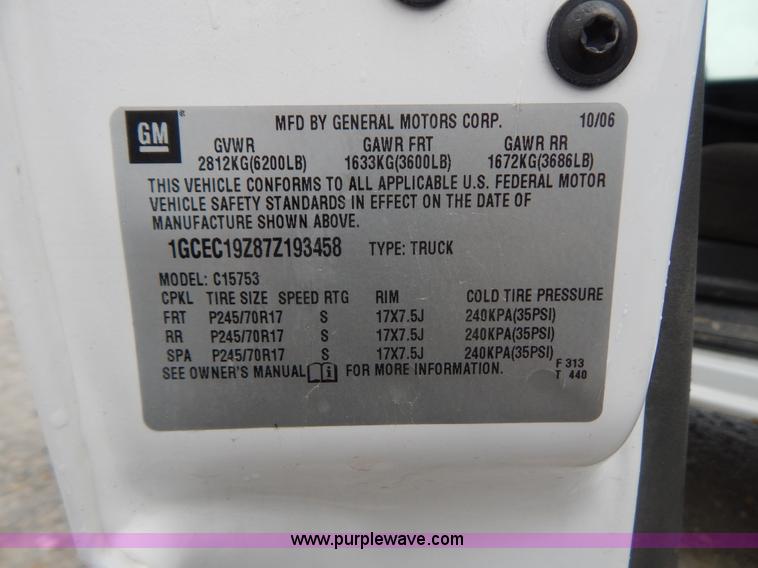 GM ® MFD BY GENERAL MOTORS CORP. 10/06
GVWR GAWR FRT GAWR RR
2812KG(6200LB) 1633KG(3600LB) 1672KG(3686LB)
THIS VEHICLE CONFORMS TO ALL APPLICABLE U.S. FEDERAL MOTOR
VEHICLE SAFETY STANDARDS IN EFFECT ON THE DATE OF
MANUFACTURE SHOWN ABOVE.
1GCEC19Z87Z193458 TYPE: TRUCK
MODEL: C15753
CPKL TIRE SIZE SPEED RTG RIM COLD TIRE PRESSURE
FRT P245/70R17 S 17X7.5J 240KPA(35PSI)
RR P245/70R17 S 17X7.5J 240KPA(35PSI)
SPA P245/70R17 S 17X7.5J 240KPA(35PSI)
SEE OWNER'S MANUAL FOR MORE INFORMATION. F 313
T 440
www.purplewave.com